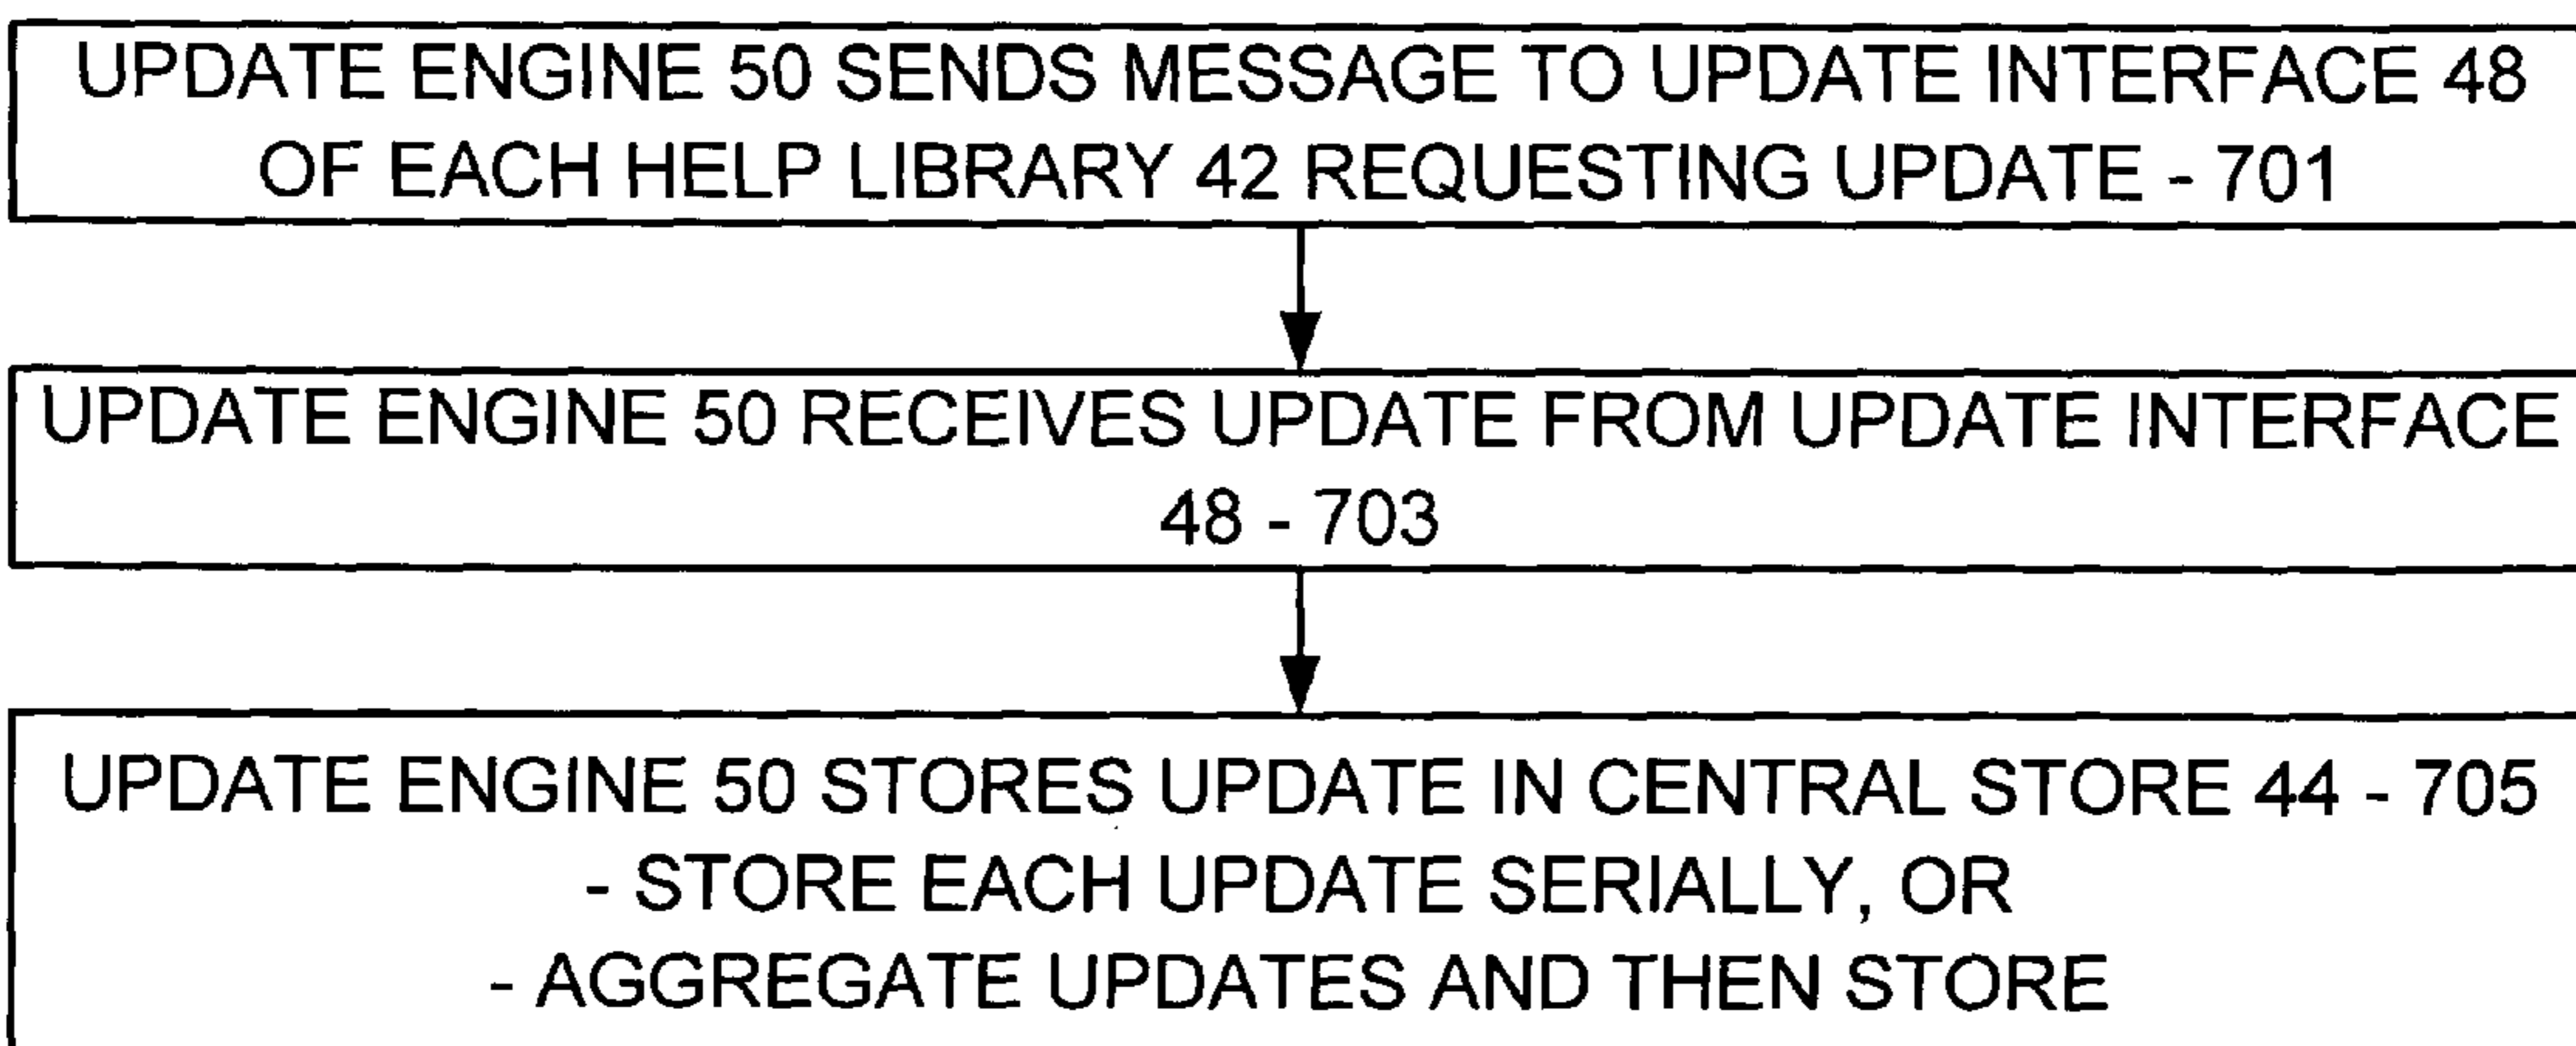 UPDATE ENGINE 50 SENDS MESSAGE TO UPDATE INTERFACE 48
OF EACH HELP LIBRARY 42 REQUESTING UPDATE - 701
UPDATE ENGINE 50 RECEIVES UPDATE FROM UPDATE INTERFACE
48 - 703
UPDATE ENGINE 50 STORES UPDATE IN CENTRAL STORE 44 - 705
- STORE EACH UPDATE SERIALLY, OR
- AGGREGATE UPDATES AND THEN STORE